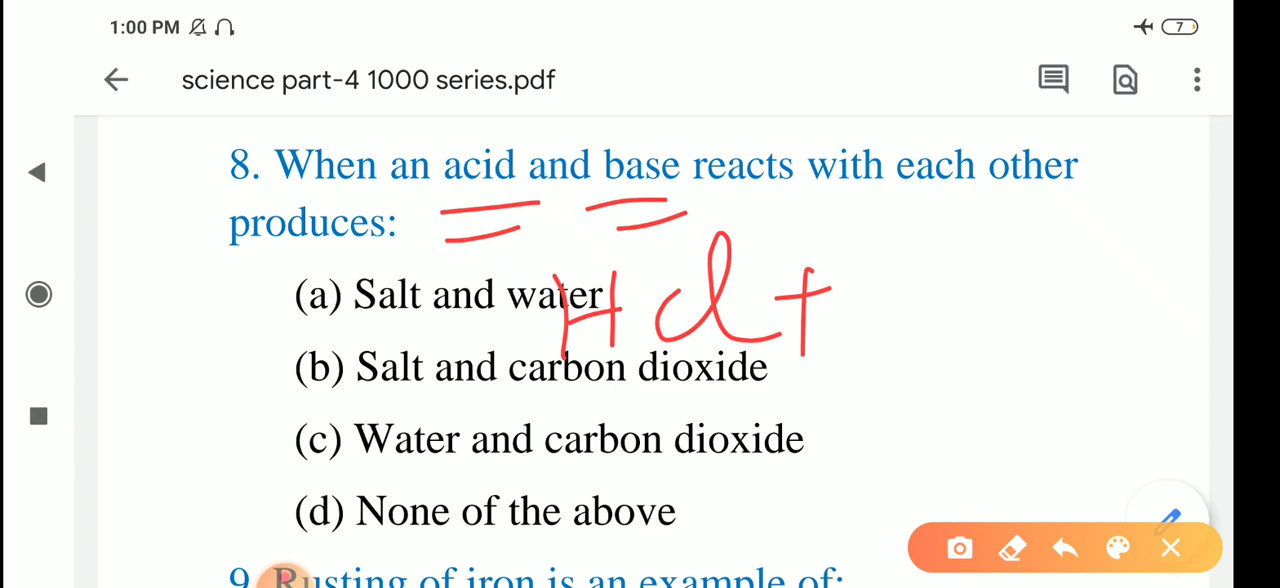 1:00 PM
7
science part-4 1000 series.pdf
8. When an acid and base reacts with each other
produces:
(a) Salt and water
HCl +
(b) Salt and carbon dioxide
(c) Water and carbon dioxide
(d) None of the above
9. Rusting of iron is an example of: